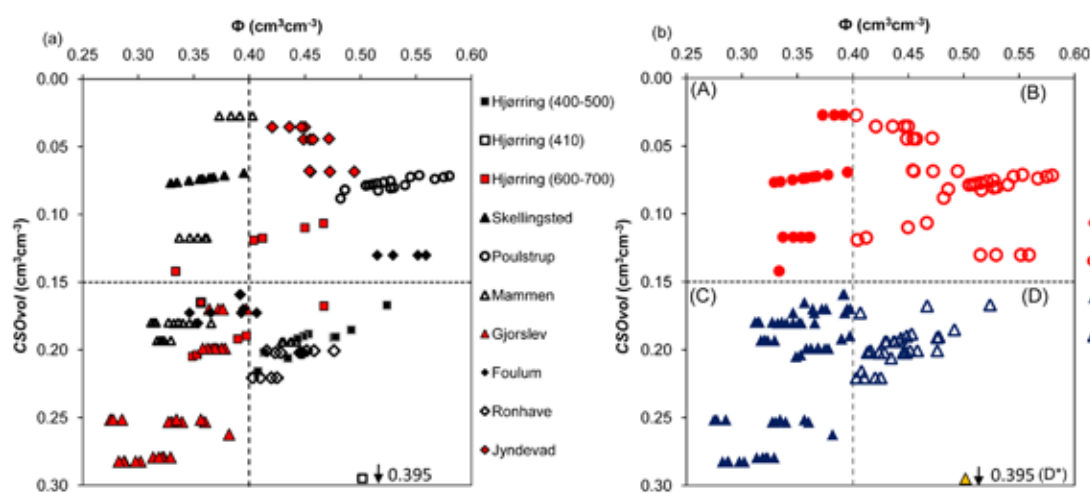 Φ (cm³cm⁻³)
Φ (cm³cm⁻³)
(a)
(b)
0.25 0.30 0.35 0.40 0.45 0.50 0.55 0.60
0.25 0.30 0.35 0.40 0.45 0.50 0.55 0.60
0.00
0.05
0.10
0.15
0.20
0.25
0.30
CSOvol (cm³cm⁻³)
0.395
Hjørring (400-500)
Hjørring (410)
Hjørring (600-700)
Skellingsted
Poulstrup
Mammen
Gjorslev
Foulum
Ronhave
Jyndevad
0.00
0.05
0.10
0.15
0.20
0.25
0.30
CSOvol (cm³cm⁻³)
(A)
(B)
(C)
(D)
0.395 (D*)